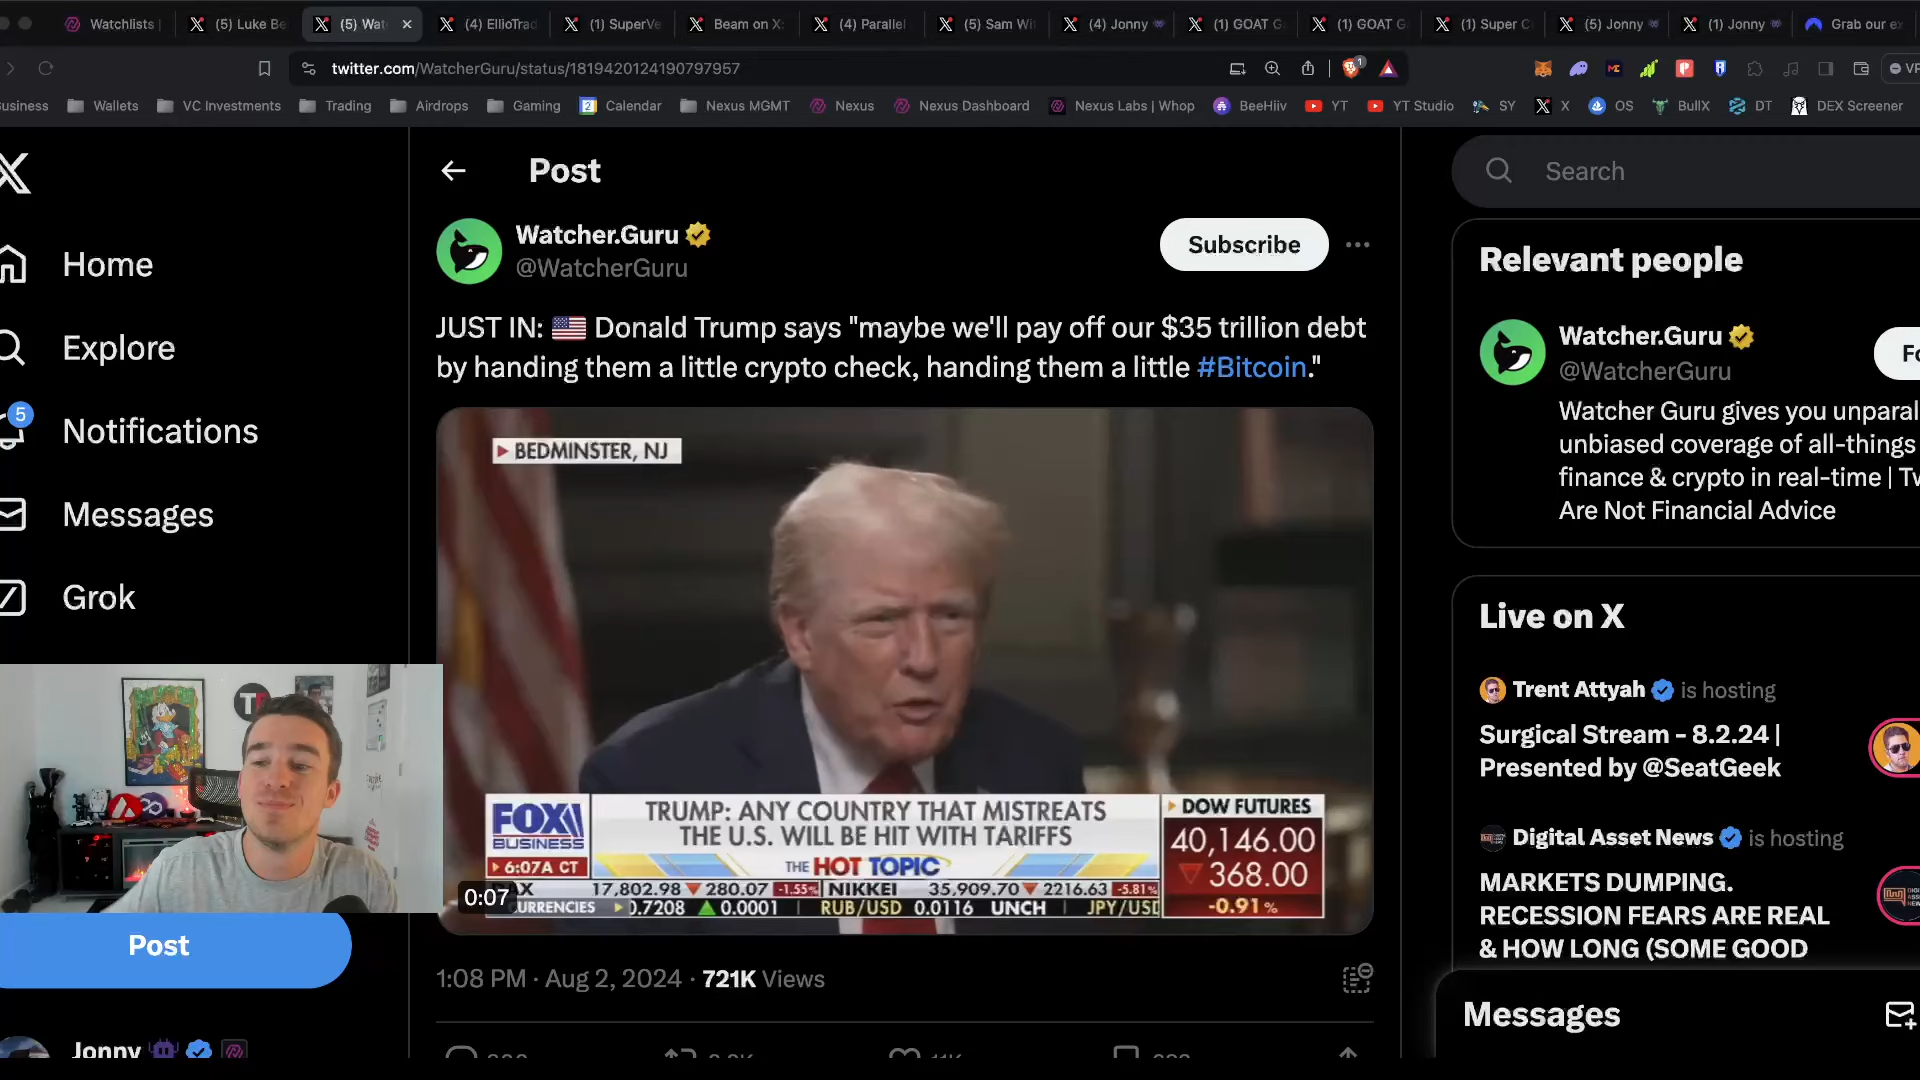 Watchlists |
(5) Luke Be
(5) Wat
(4) EllioTrad
(1) SuperVe
Beam on X:
(4) Parallel
(5) Sam Wi
(4) Jonny
(1) GOAT G
(1) GOAT G
(1) Super C
(5) Jonny
(1) Jonny
Grab our ex
twitter.com/WatcherGuru/status/1819420124190797957
1
VP
usiness
Wallets
VC Investments
Trading
Airdrops
Gaming
Calendar
Nexus MGMT
Nexus
Nexus Dashboard
Nexus Labs | Whop
BeeHiiv
YT
YT Studio
SY
X
OS
BullX
DT
DEX Screener
Home
Explore
5
Notifications
Messages
Grok
Post
Jonny
Post
Watcher.Guru
@WatcherGuru
Subscribe
JUST IN: 🇺🇸 Donald Trump says "maybe we'll pay off our $35 trillion debt
by handing them a little crypto check, handing them a little #Bitcoin."
BEDMINSTER, NJ
FOX
BUSINESS
6:07A CT
TRUMP: ANY COUNTRY THAT MISTREATS
THE U.S. WILL BE HIT WITH TARIFFS
THE HOT TOPIC
DOW FUTURES
40,146.00
368.00
-0.91%
AX 17,802.98 280.07 -1.55% NIKKEI 35,909.70 2216.63 -5.81%
URRENCIES 0.7208 0.0001 RUB/USD 0.0116 UNCH JPY/USD
0:07
1:08 PM · Aug 2, 2024 · 721K Views
Search
Relevant people
Watcher.Guru
@WatcherGuru
Fo
Watcher Guru gives you unparal
unbiased coverage of all-things
finance & crypto in real-time | Tw
Are Not Financial Advice
Live on X
Trent Attyah is hosting
Surgical Stream - 8.2.24 |
Presented by @SeatGeek
Digital Asset News is hosting
MARKETS DUMPING.
RECESSION FEARS ARE REAL
& HOW LONG (SOME GOOD
Messages